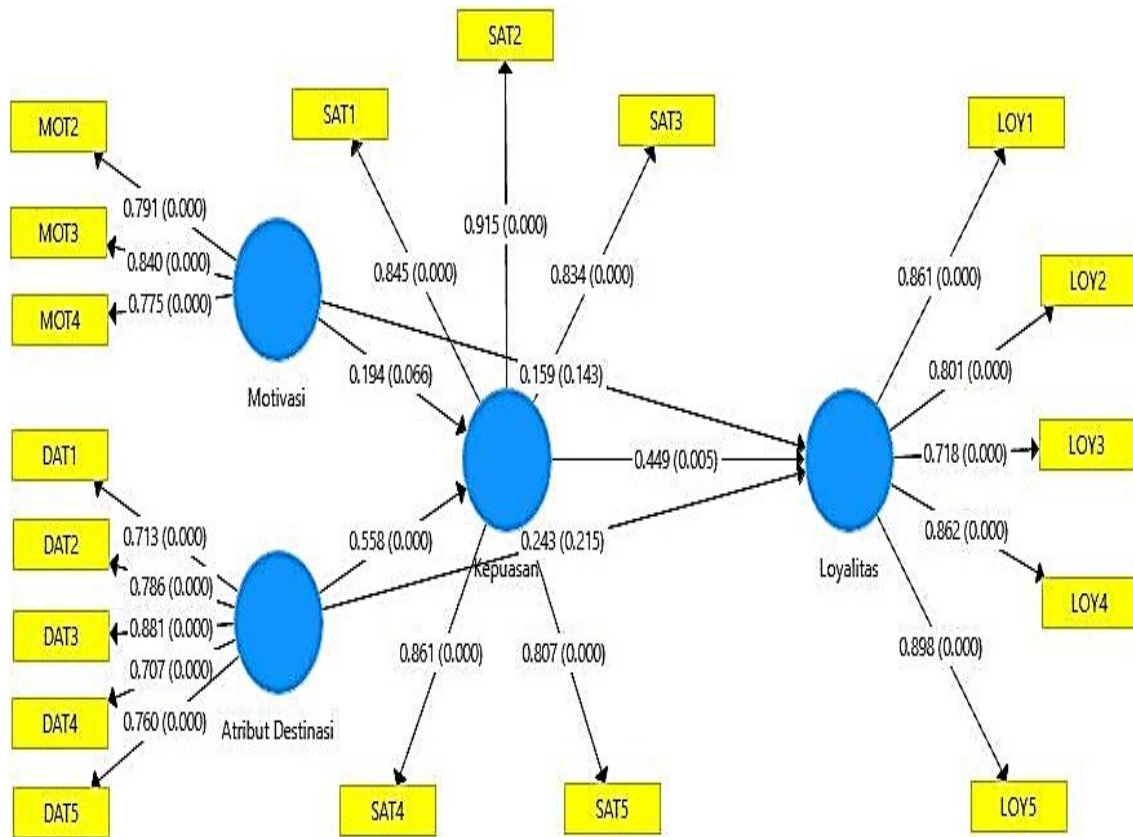 SAT2
SAT1
SAT3
LOY1
MOT2
0.791 (0.000)
MOT3
0.840 (0.000)
MOT4
0.775 (0.000)
Motivasi
0.845 (0.000)
0.915 (0.000)
0.834 (0.000)
0.861 (0.000)
LOY2
0.801 (0.000)
0.194 (0.066)
0.159 (0.143)
0.449 (0.005)
0.718 (0.000)
LOY3
DAT1
0.713 (0.000)
DAT2
0.786 (0.000)
DAT3
0.881 (0.000)
0.707 (0.000)
DAT4
0.760 (0.000)
DAT5
Atribut Destinasi
0.558 (0.000)
0.243 (0.215)
Kepuasan
Loyalitas
0.862 (0.000)
LOY4
0.861 (0.000)
0.807 (0.000)
0.898 (0.000)
SAT4
SAT5
LOY5